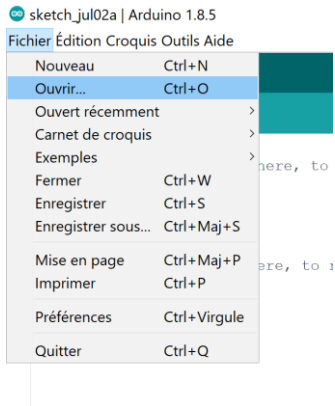 sketch_jul02a | Arduino 1.8.5
Fichier Édition Croquis Outils Aide
Nouveau Ctrl+N
Ouvrir... Ctrl+O
Ouvert récemment >
Carnet de croquis >
Exemples >
here, to
Fermer Ctrl+W
Enregistrer Ctrl+S
Enregistrer sous... Ctrl+Maj+S
Mise en page Ctrl+Maj+P
ere, to r
Imprimer Ctrl+P
Préférences Ctrl+Virgule
Quitter Ctrl+Q